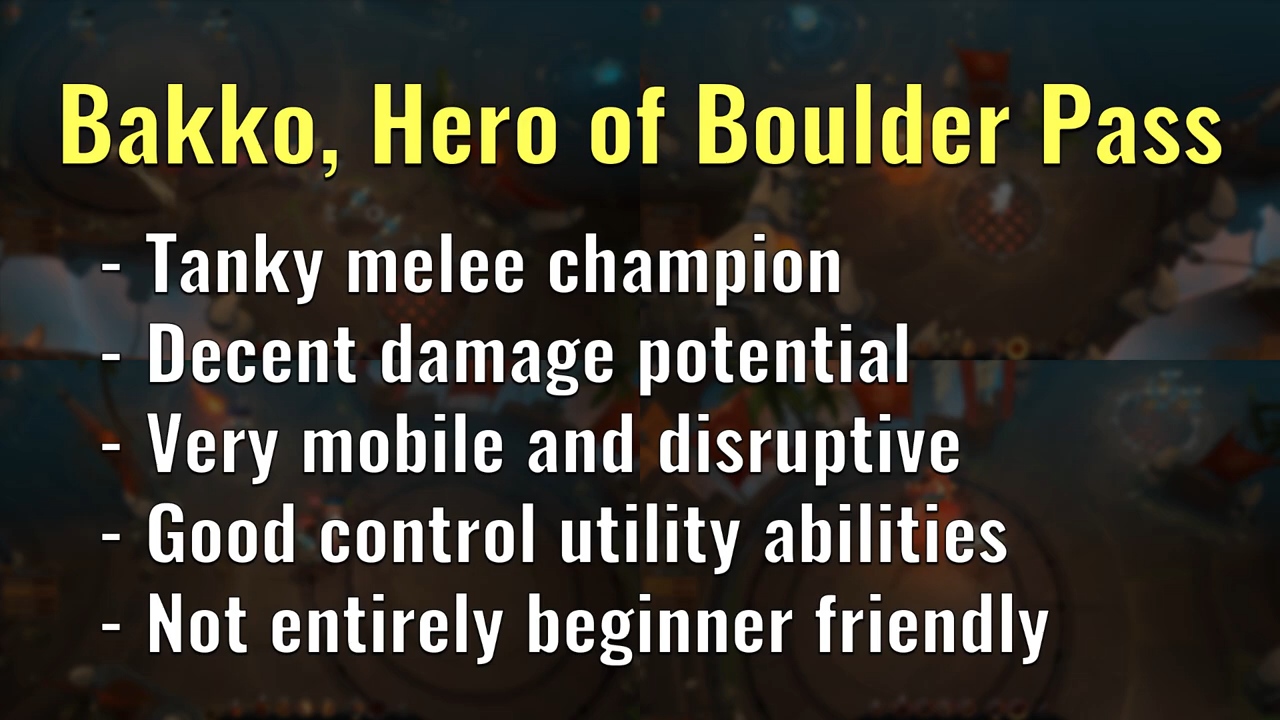 Bakko, Hero of Boulder Pass
- Tanky melee champion
- Decent damage potential
- Very mobile and disruptive
- Good control utility abilities
- Not entirely beginner friendly